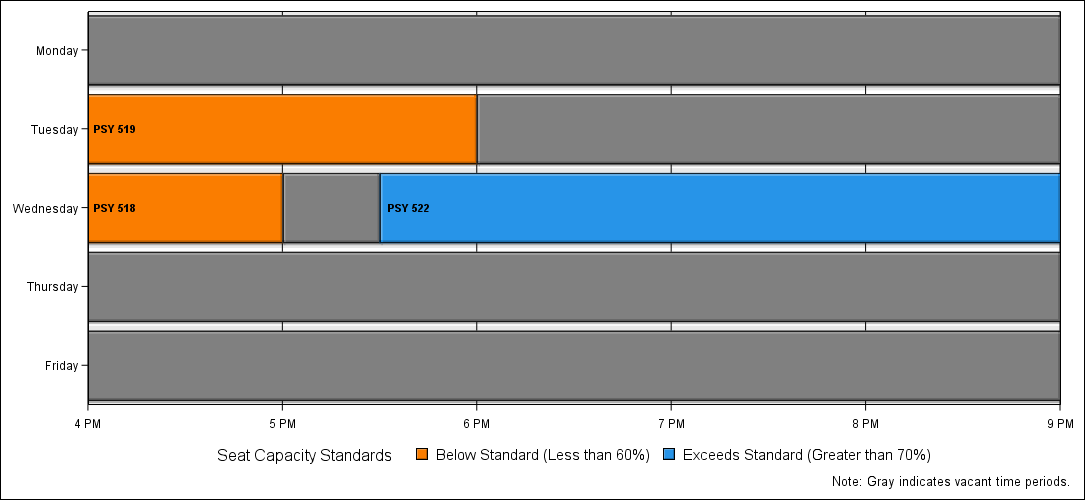 Monday
Tuesday
PSY 519
Wednesday
PSY 518
PSY 522
Thursday
Friday
4 PM 5 PM 6 PM 7 PM 8 PM 9 PM
Seat Capacity Standards Below Standard (Less than 60%) Exceeds Standard (Greater than 70%)
Note: Gray indicates vacant time periods.